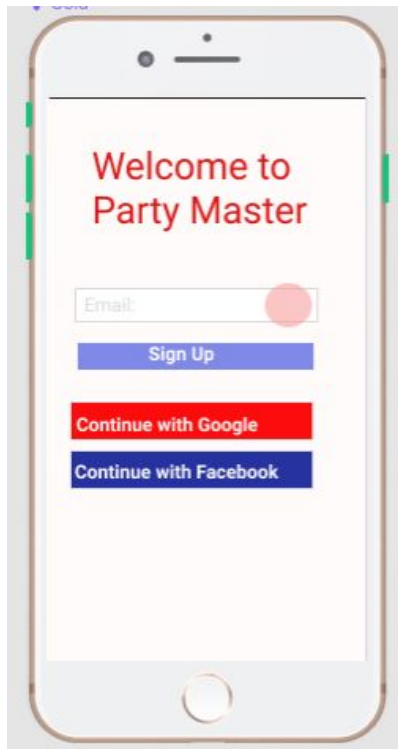 Welcome to
Party Master
Email:
Sign Up
Continue with Google
Continue with Facebook